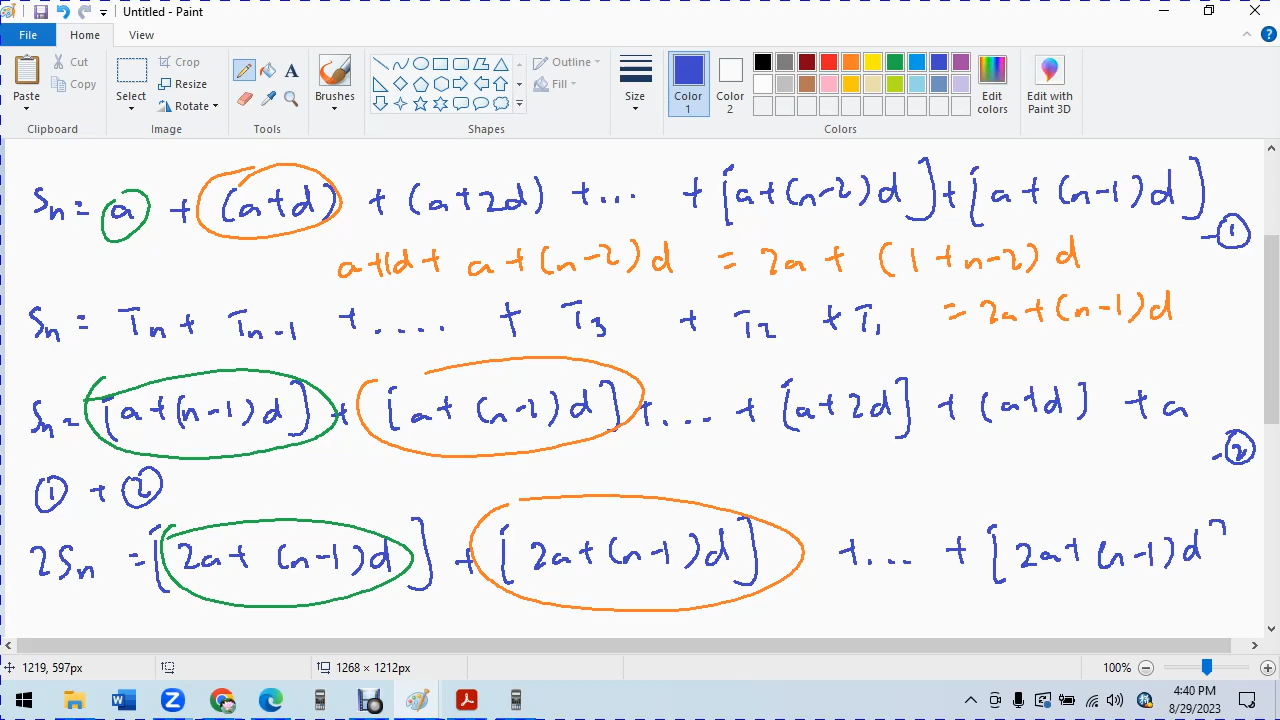 Untitled - Paint
File Home View
Paste Cut Copy Clipboard
Select Crop Resize Rotate Image
Tools
Brushes
Outline Fill Shapes
Size
Color 1 Color 2 Edit colors Colors
Edit with Paint 3D
Sn = a + (a+d) + (a+2d) + ... + [a+(n-2)d] + [a+(n-1)d] -①
a+1d + a+(n-2)d = 2a + (1+n-2)d
Sn = Tn + Tn-1 + .... + T3 + T2 + T1 = 2a+(n-1)d
Sn = [a+(n-1)d] + [a+(n-2)d] + ... + [a+2d] + (a+d] + a -②
① + ②
2Sn = [2a+(n-1)d] + [2a+(n-1)d] + ... + [2a+(n-1)d
1219, 597px 1268 × 1212px 100%
4:40 PM
8/29/2023